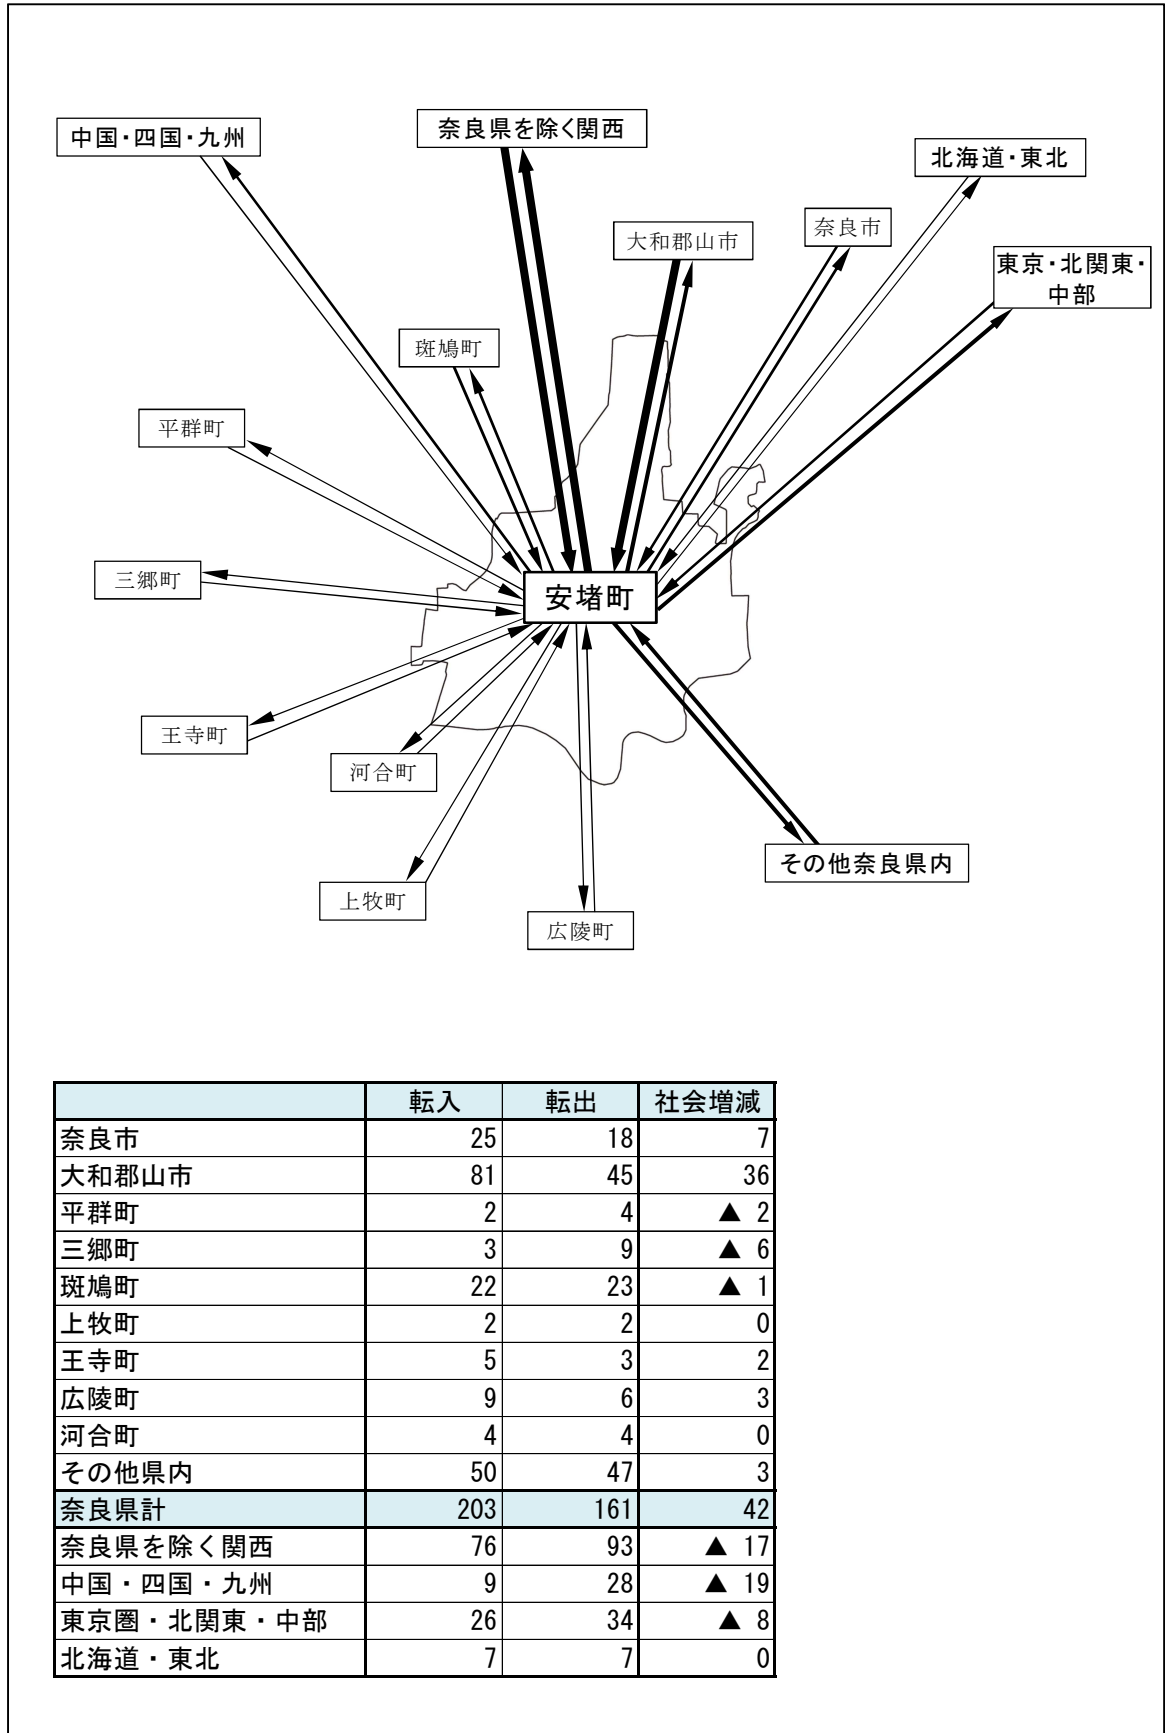 中国・四国・九州
奈良県を除く関西
北海道・東北
大和郡山市
奈良市
東京・北関東・
中部
斑鳩町
平群町
三郷町
安堵町
王寺町
河合町
上牧町
広陵町
その他奈良県内
転入 転出 社会増減
奈良市 25 18 7
大和郡山市 81 45 36
平群町 2 4 ▲ 2
三郷町 3 9 ▲ 6
斑鳩町 22 23 ▲ 1
上牧町 2 2 0
王寺町 5 3 2
広陵町 9 6 3
河合町 4 4 0
その他県内 50 47 3
奈良県計 203 161 42
奈良県を除く関西 76 93 ▲ 17
中国・四国・九州 9 28 ▲ 19
東京圏・北関東・中部 26 34 ▲ 8
北海道・東北 7 7 0